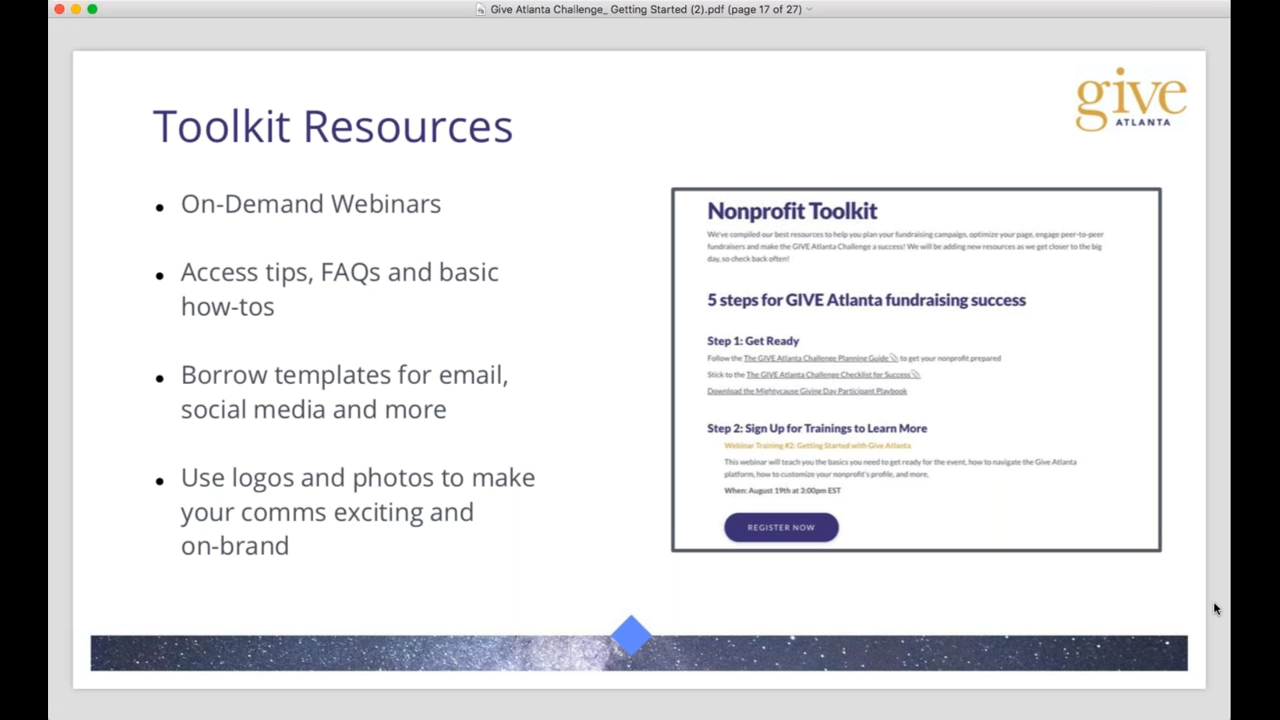 Give Atlanta Challenge_ Getting Started (2).pdf (page 17 of 27)
give
ATLANTA
Toolkit Resources
• On-Demand Webinars
• Access tips, FAQs and basic
how-tos
• Borrow templates for email,
social media and more
• Use logos and photos to make
your comms exciting and
on-brand
Nonprofit Toolkit
We've compiled our best resources to help you plan your fundraising campaign, optimize your page, engage peer-to-peer
fundraisers and make the GIVE Atlanta Challenge a success! We will be adding new resources as we get closer to the big
day, so check back often!
5 steps for GIVE Atlanta fundraising success
Step 1: Get Ready
Follow the The GIVE Atlanta Challenge Planning Guide to get your nonprofit prepared
Stick to the The GIVE Atlanta Challenge Checklist for Success
Download the Mightycause Giving Day Participant Playbook
Step 2: Sign Up for Trainings to Learn More
Webinar Training #2: Getting Started with Give Atlanta
This webinar will teach you the basics you need to get ready for the event, how to navigate the Give Atlanta
platform, how to customize your nonprofit's profile, and more.
When: August 19th at 3:00pm EST
REGISTER NOW